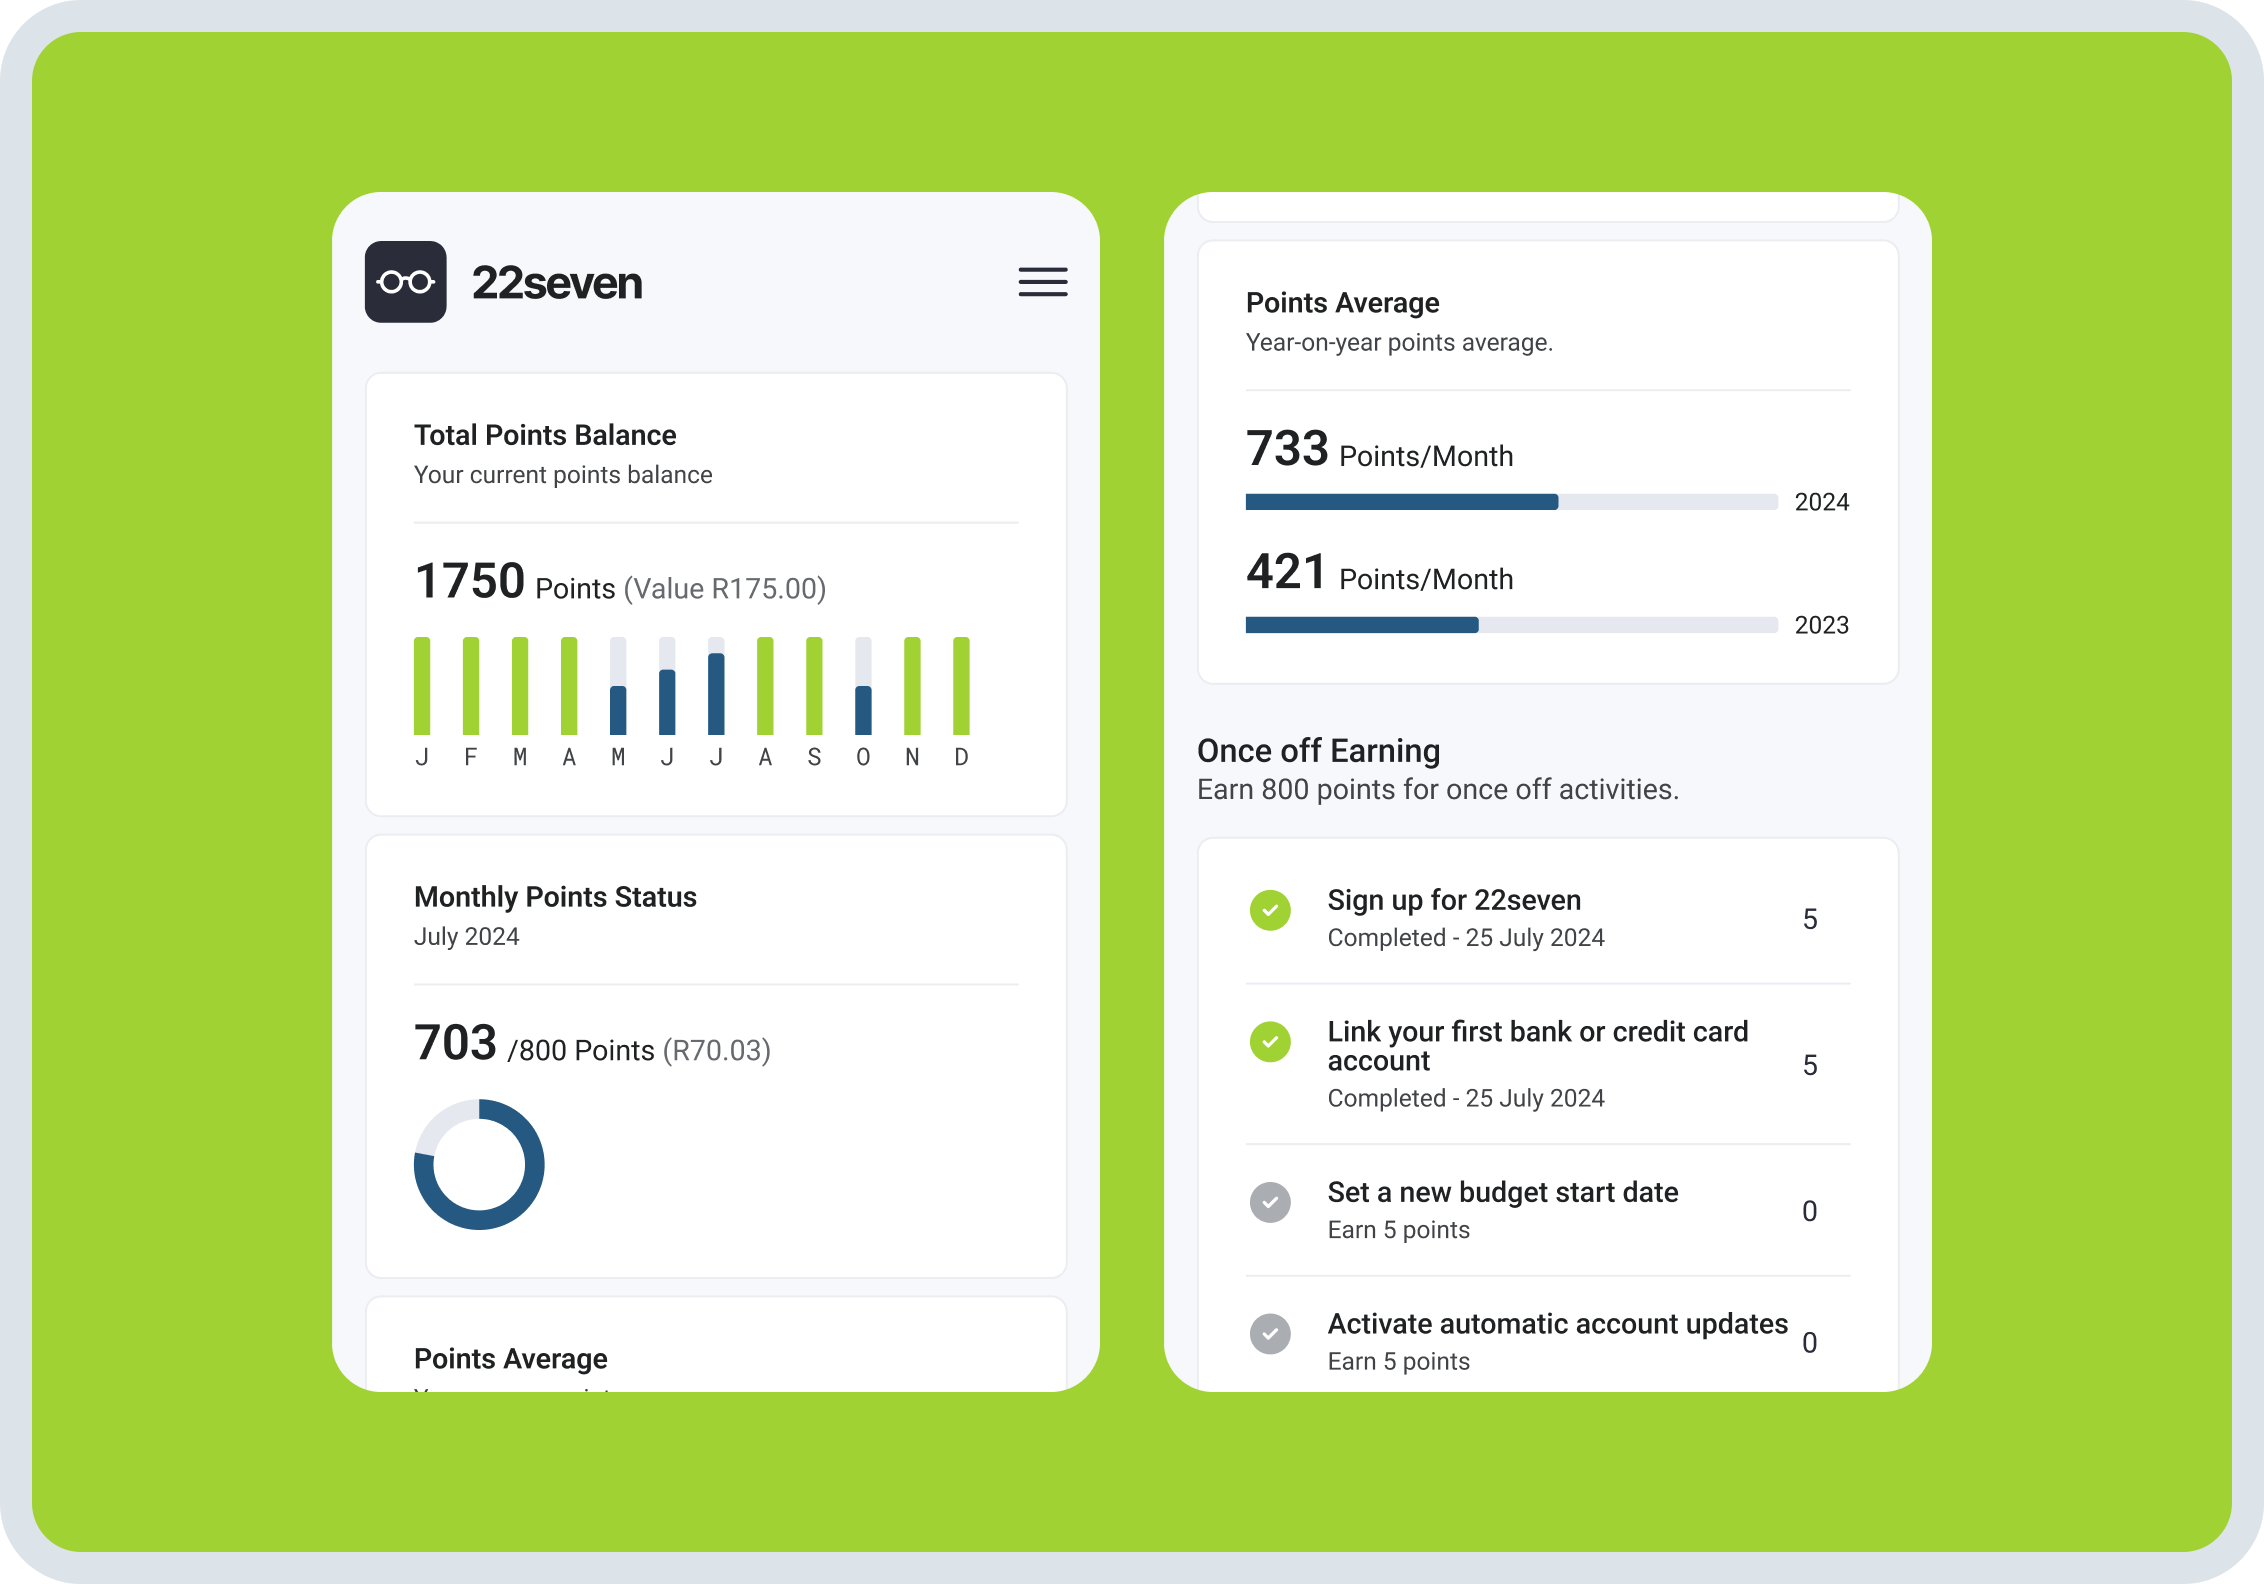 22seven
Total Points Balance
Your current points balance
1750 Points (Value R175.00)
J F M A M J J A S O N D
Monthly Points Status
July 2024
703 /800 Points (R70.03)
Points Average
Points Average
Year-on-year points average.
733 Points/Month
2024
421 Points/Month
2023
Once off Earning
Earn 800 points for once off activities.
Sign up for 22seven
Completed - 25 July 2024
5
Link your first bank or credit card
account
Completed - 25 July 2024
5
Set a new budget start date
Earn 5 points
0
Activate automatic account updates
Earn 5 points
0